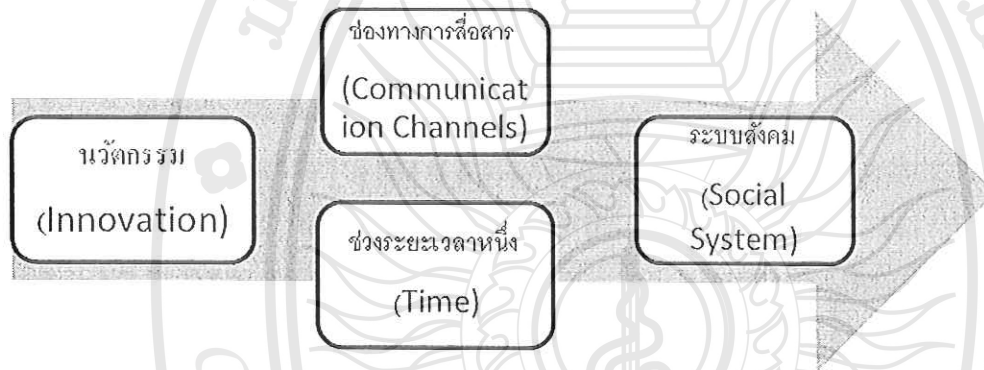 นวัตกรรม
(Innovation)
ช่องทางการสื่อสาร
(Communicat
ion Channels)
ช่วงระยะเวลาหนึ่ง
(Time)
ระบบสังคม
(Social
System)